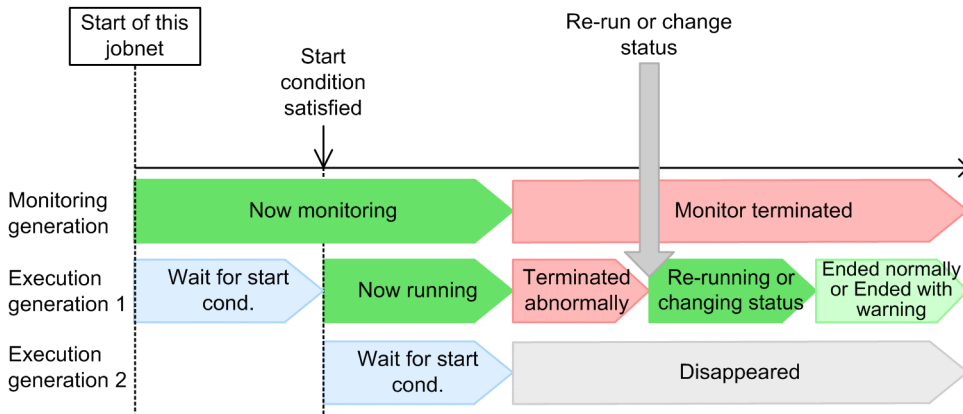 Start of this
jobnet
Start
condition
satisfied
Re-run or change
status
Monitoring
generation
Now monitoring
Monitor terminated
Execution
generation 1
Wait for start
cond.
Now running
Terminated
abnormally
Re-running or
changing status
Ended normally
or Ended with
warning
Execution
generation 2
Wait for start
cond.
Disappeared